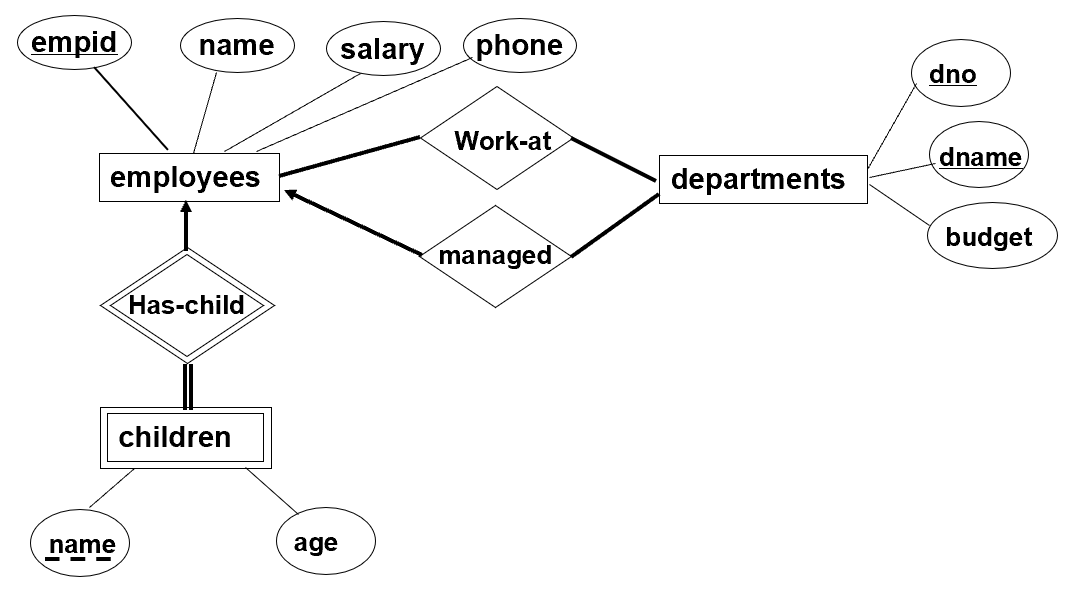 empid
name
salary
phone
dno
Work-at
dname
employees
departments
budget
managed
Has-child
children
name
age